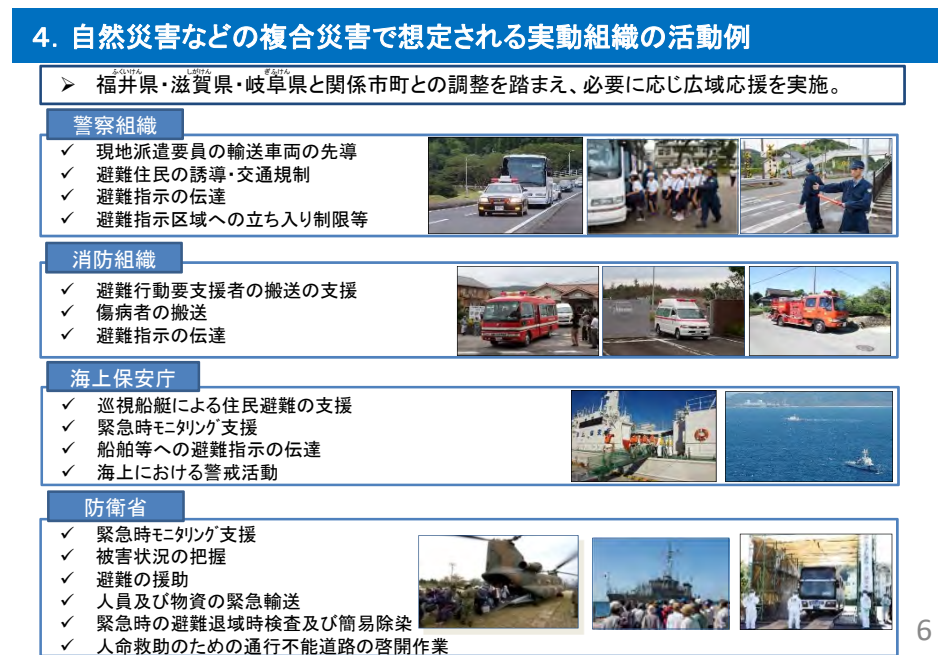 4．自然災害などの複合災害で想定される実動組織の活動例
ふくいけん しがけん ぎふけん
➢ 福井県・滋賀県・岐阜県と関係市町との調整を踏まえ、必要に応じ広域応援を実施。
警察組織
✓ 現地派遣要員の輸送車両の先導
✓ 避難住民の誘導・交通規制
✓ 避難指示の伝達
✓ 避難指示区域への立ち入り制限等
消防組織
✓ 避難行動要支援者の搬送の支援
✓ 傷病者の搬送
✓ 避難指示の伝達
海上保安庁
✓ 巡視船艇による住民避難の支援
✓ 緊急時ﾓﾆﾀﾘﾝｸﾞ支援
✓ 船舶等への避難指示の伝達
✓ 海上における警戒活動
防衛省
✓ 緊急時ﾓﾆﾀﾘﾝｸﾞ支援
✓ 被害状況の把握
✓ 避難の援助
✓ 人員及び物資の緊急輸送
✓ 緊急時の避難退域時検査及び簡易除染
✓ 人命救助のための通行不能道路の啓開作業
6